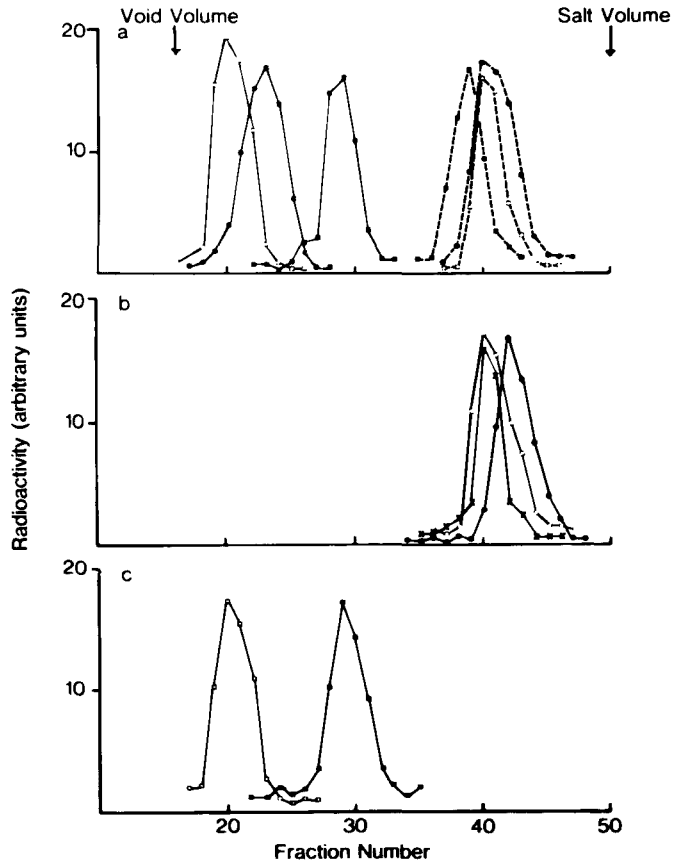 Void Volume
Salt Volume
a
20
10
b
20
10
c
20
10
20
30
40
50
Radioactivity (arbitrary units)
Fraction Number